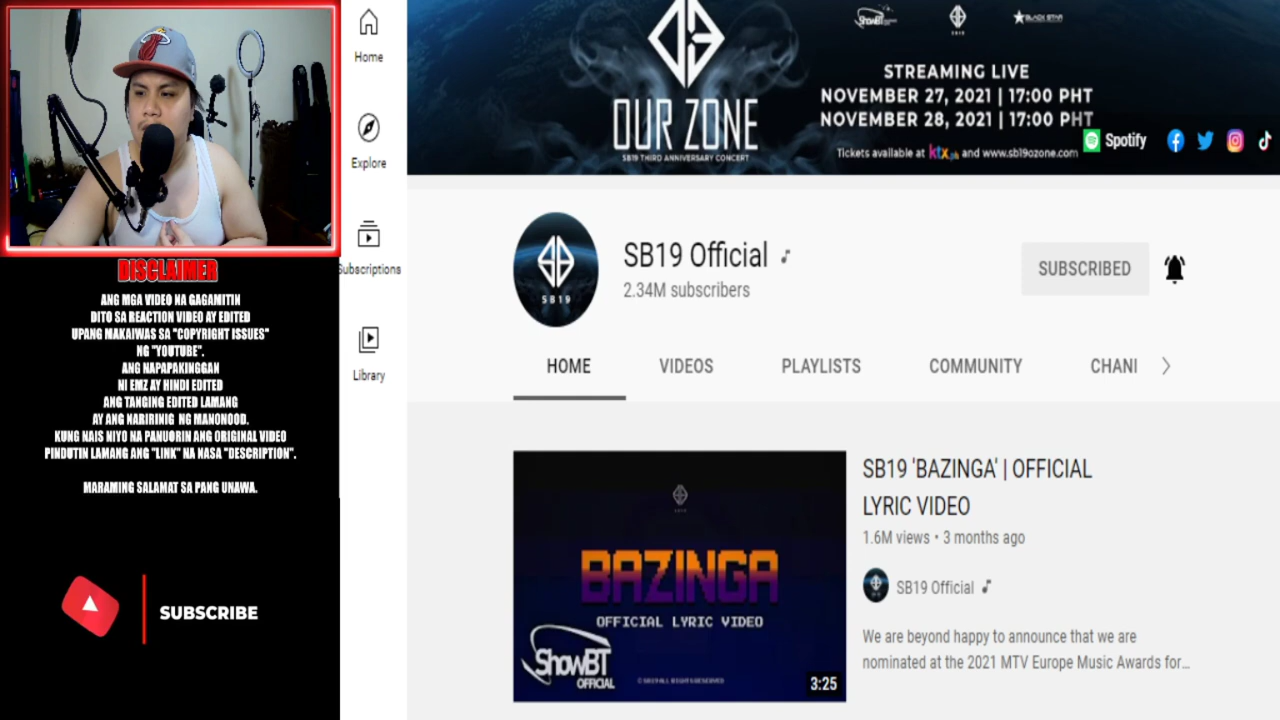 DISCLAIMER
ANG MGA VIDEO NA GAGAMITIN
DITO SA REACTION VIDEO AY EDITED
UPANG MAKAIWAS SA "COPYRIGHT ISSUES"
NG "YOUTUBE".
ANG NAPAPAKINGGAN
NI EMZ AY HINDI EDITED
ANG TANGING EDITED LAMANG
AY ANG NARIRINIG NG MANONOOD.
KUNG NAIS NIYO NA PANUORIN ANG ORIGINAL VIDEO
PINDUTIN LAMANG ANG "LINK" NA NASA "DESCRIPTION".
MARAMING SALAMAT SA PANG UNAWA.
SUBSCRIBE
Home
Explore
Subscriptions
Library
ShowBT
SB19
BLACK STAR
OUR ZONE
SB19 THIRD ANNIVERSARY CONCERT
STREAMING LIVE
NOVEMBER 27, 2021 | 17:00 PHT
NOVEMBER 28, 2021 | 17:00 PHT
Tickets available at ktx.ph and www.sb19ozone.com
Spotify
SB19
SB19 Official
2.34M subscribers
SUBSCRIBED
HOME VIDEOS PLAYLISTS COMMUNITY CHAN
BAZINGA
OFFICIAL LYRIC VIDEO
ShowBT
OFFICIAL
3:25
SB19 'BAZINGA' | OFFICIAL
LYRIC VIDEO
1.6M views • 3 months ago
SB19 Official
We are beyond happy to announce that we are
nominated at the 2021 MTV Europe Music Awards for...